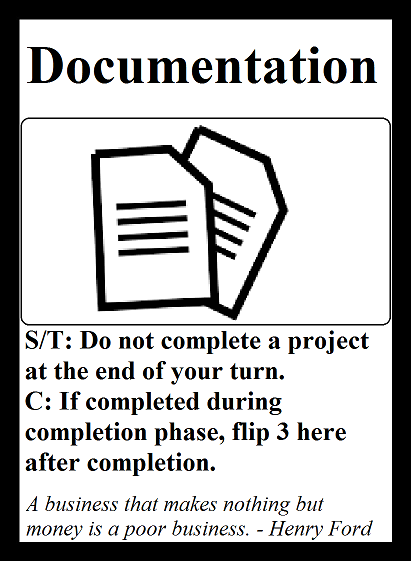 Documentation
S/T: Do not complete a project
at the end of your turn.
C: If completed during
completion phase, flip 3 here
after completion.
A business that makes nothing but
money is a poor business. - Henry Ford